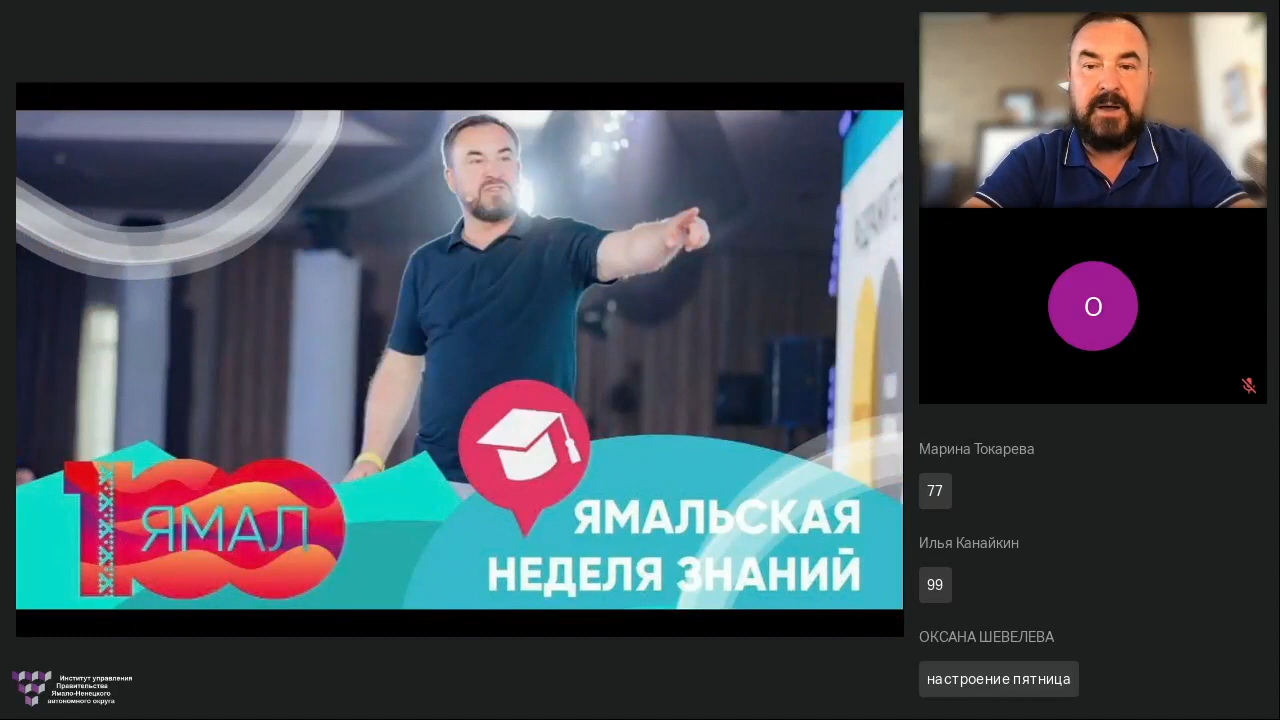 100
ЯМАЛ
ЯМАЛЬСКАЯ
НЕДЕЛЯ ЗНАНИЙ
Институт управления
Правительства
Ямало-Ненецкого
автономного округа
О
Марина Токарева
77
Илья Канайкин
99
ОКСАНА ШЕВЕЛЕВА
настроение пятница